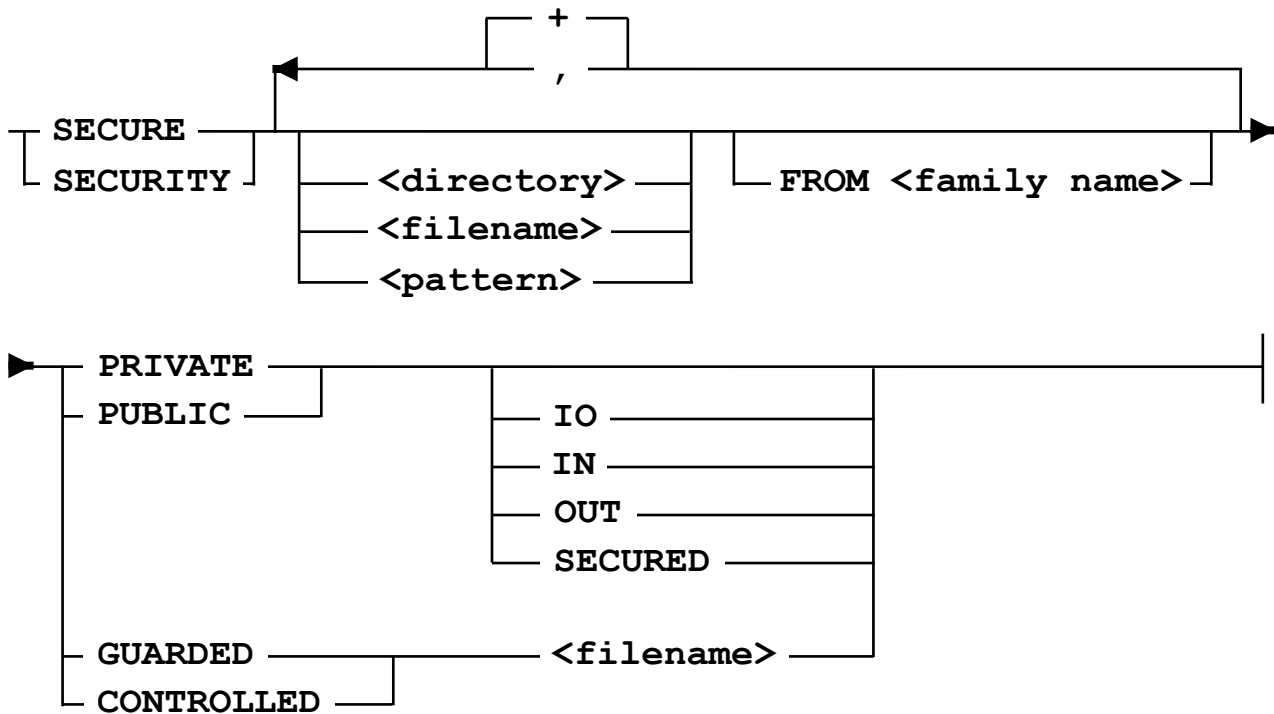 +
,
SECURE
SECURITY
<directory> FROM <family name>
<filename>
<pattern>
PRIVATE
PUBLIC
IO
IN
OUT
SECURED
GUARDED <filename>
CONTROLLED